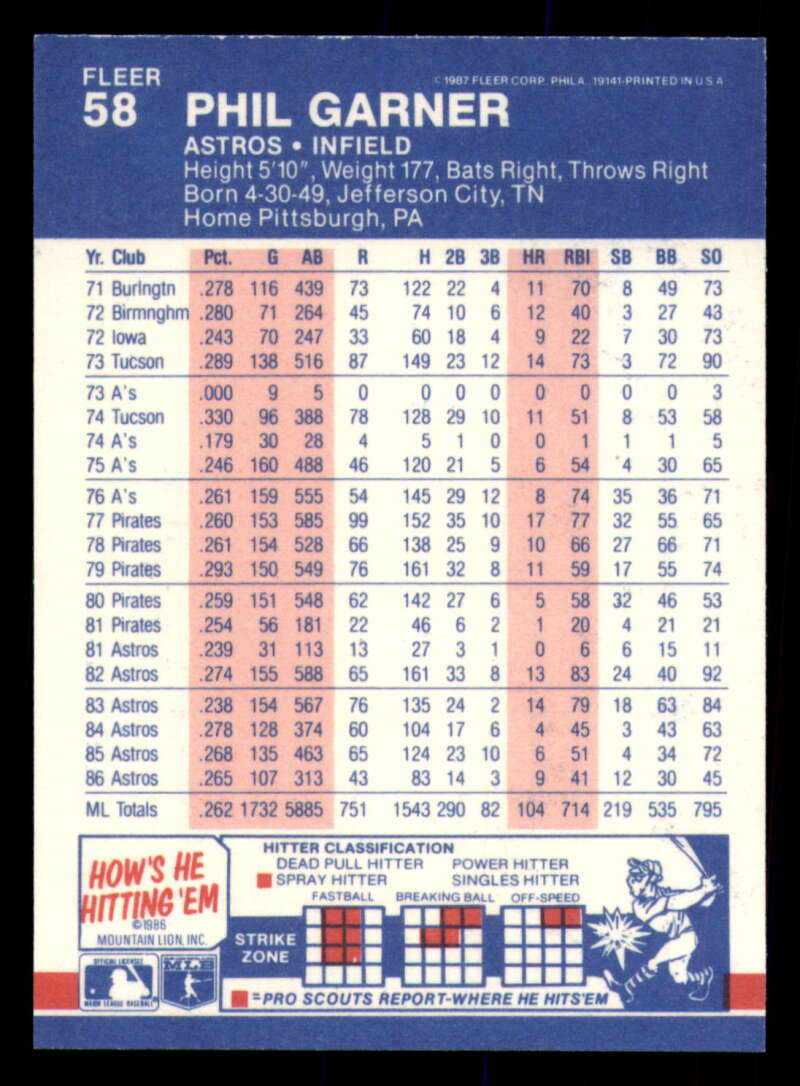 FLEER
© 1987 FLEER CORP. PHILA. 19141-PRINTED IN U S A
58 PHIL GARNER
ASTROS • INFIELD
Height 5'10", Weight 177, Bats Right, Throws Right
Born 4-30-49, Jefferson City, TN
Home Pittsburgh, PA
Yr. Club Pct. G AB R H 2B 3B HR RBI SB BB SO
71 Burlngtn .278 116 439 73 122 22 4 11 70 8 49 73
72 Birmnghm .280 71 264 45 74 10 6 12 40 3 27 43
72 Iowa .243 70 247 33 60 18 4 9 22 7 30 73
73 Tucson .289 138 516 87 149 23 12 14 73 3 72 90
73 A's .000 9 5 0 0 0 0 0 0 0 0 3
74 Tucson .330 96 388 78 128 29 10 11 51 8 53 58
74 A's .179 30 28 4 5 1 0 0 1 1 1 5
75 A's .246 160 488 46 120 21 5 6 54 4 30 65
76 A's .261 159 555 54 145 29 12 8 74 35 36 71
77 Pirates .260 153 585 99 152 35 10 17 77 32 55 65
78 Pirates .261 154 528 66 138 25 9 10 66 27 66 71
79 Pirates .293 150 549 76 161 32 8 11 59 17 55 74
80 Pirates .259 151 548 62 142 27 6 5 58 32 46 53
81 Pirates .254 56 181 22 46 6 2 1 20 4 21 21
81 Astros .239 31 113 13 27 3 1 0 6 6 15 11
82 Astros .274 155 588 65 161 33 8 13 83 24 40 92
83 Astros .238 154 567 76 135 24 2 14 79 18 63 84
84 Astros .278 128 374 60 104 17 6 4 45 3 43 63
85 Astros .268 135 463 65 124 23 10 6 51 4 34 72
86 Astros .265 107 313 43 83 14 3 9 41 12 30 45
ML Totals .262 1732 5885 751 1543 290 82 104 714 219 535 795
HOW'S HE
HITTING 'EM
©1986
MOUNTAIN LION, INC.
HITTER CLASSIFICATION
DEAD PULL HITTER POWER HITTER
SPRAY HITTER SINGLES HITTER
FASTBALL BREAKING BALL OFF-SPEED
STRIKE
ZONE
=PRO SCOUTS REPORT-WHERE HE HITS'EM
OFFICIAL LICENSEE
MAJOR LEAGUE BASEBALL
MLB